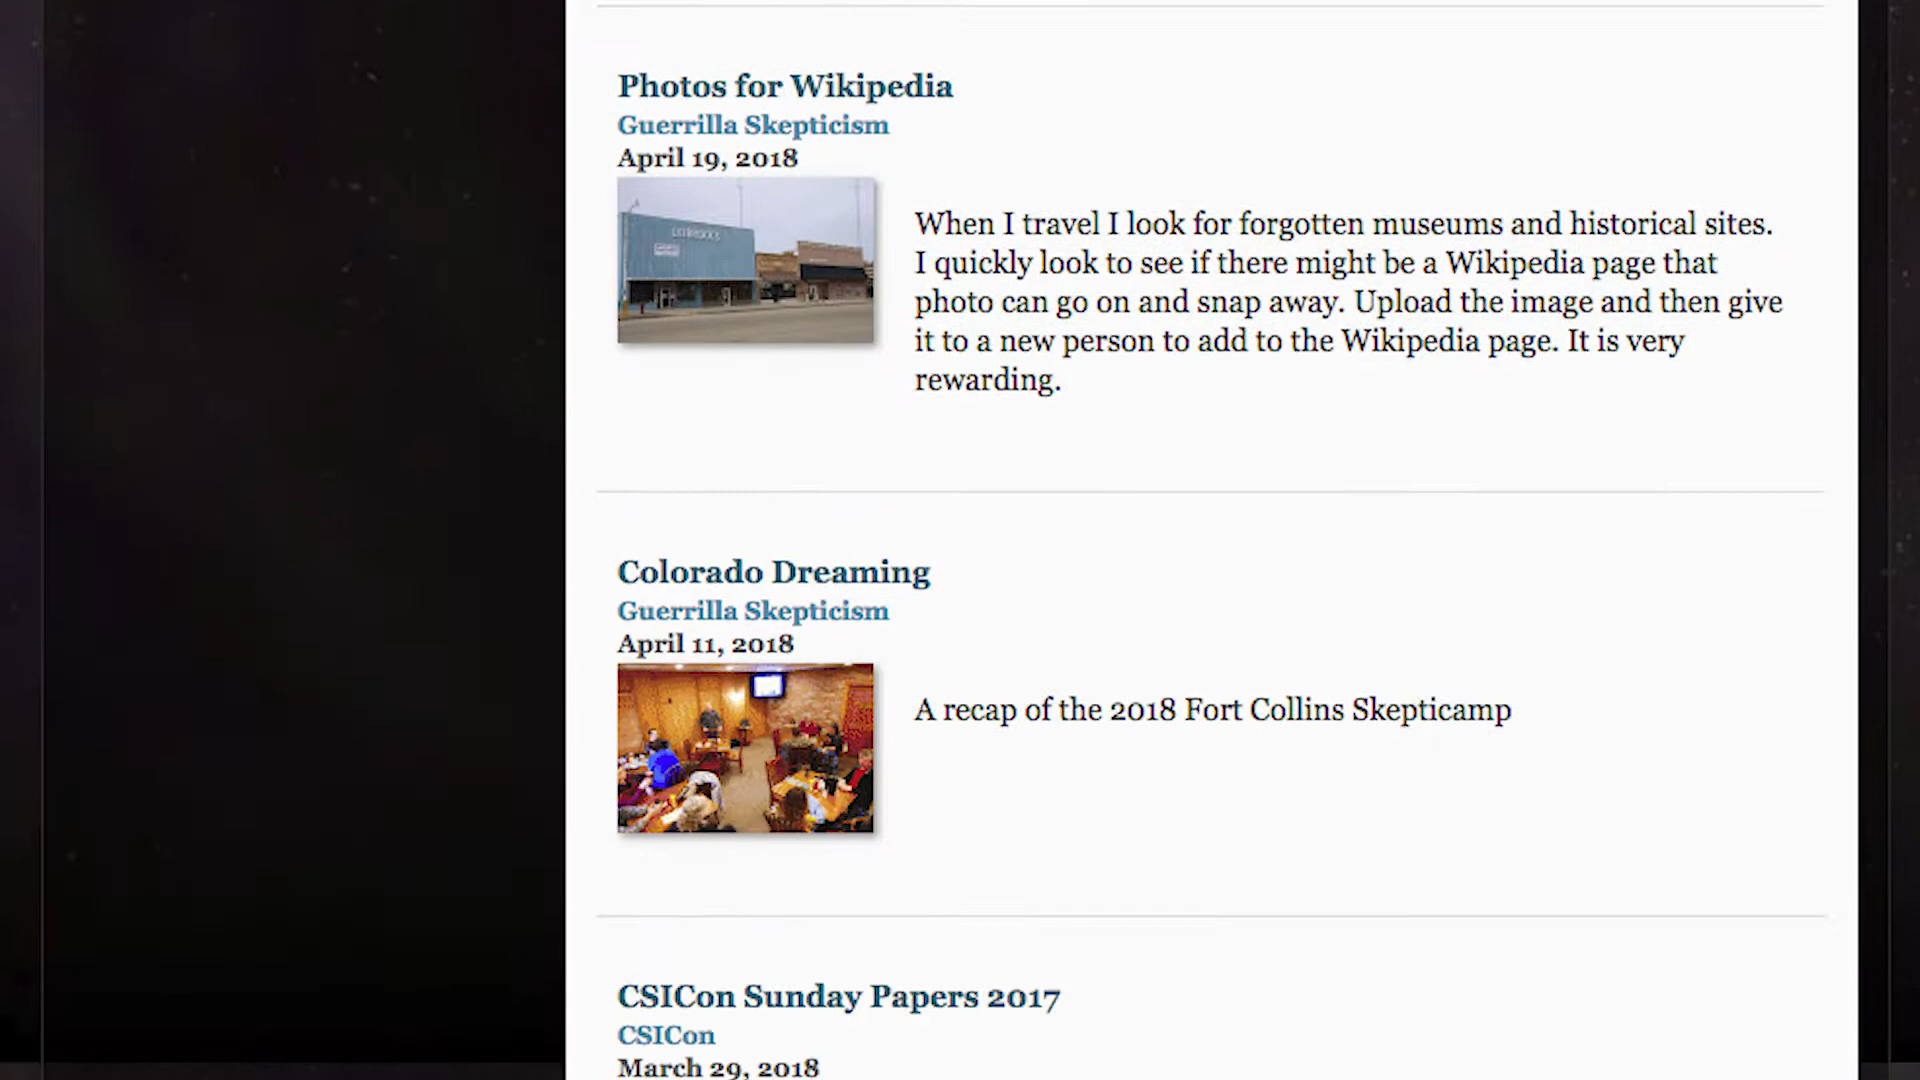 Photos for Wikipedia
Guerrilla Skepticism
April 19, 2018
When I travel I look for forgotten museums and historical sites.
I quickly look to see if there might be a Wikipedia page that
photo can go on and snap away. Upload the image and then give
it to a new person to add to the Wikipedia page. It is very
rewarding.
Colorado Dreaming
Guerrilla Skepticism
April 11, 2018
A recap of the 2018 Fort Collins Skepticamp
CSICon Sunday Papers 2017
CSICon
March 29, 2018